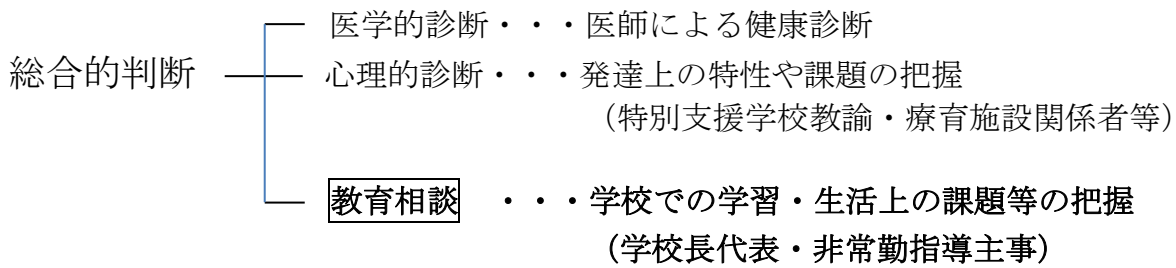 医学的診断・・・医師による健康診断
総合的判断
心理的診断・・・発達上の特性や課題の把握
（特別支援学校教諭・療育施設関係者等）
教育相談　・・・学校での学習・生活上の課題等の把握
（学校長代表・非常勤指導主事）